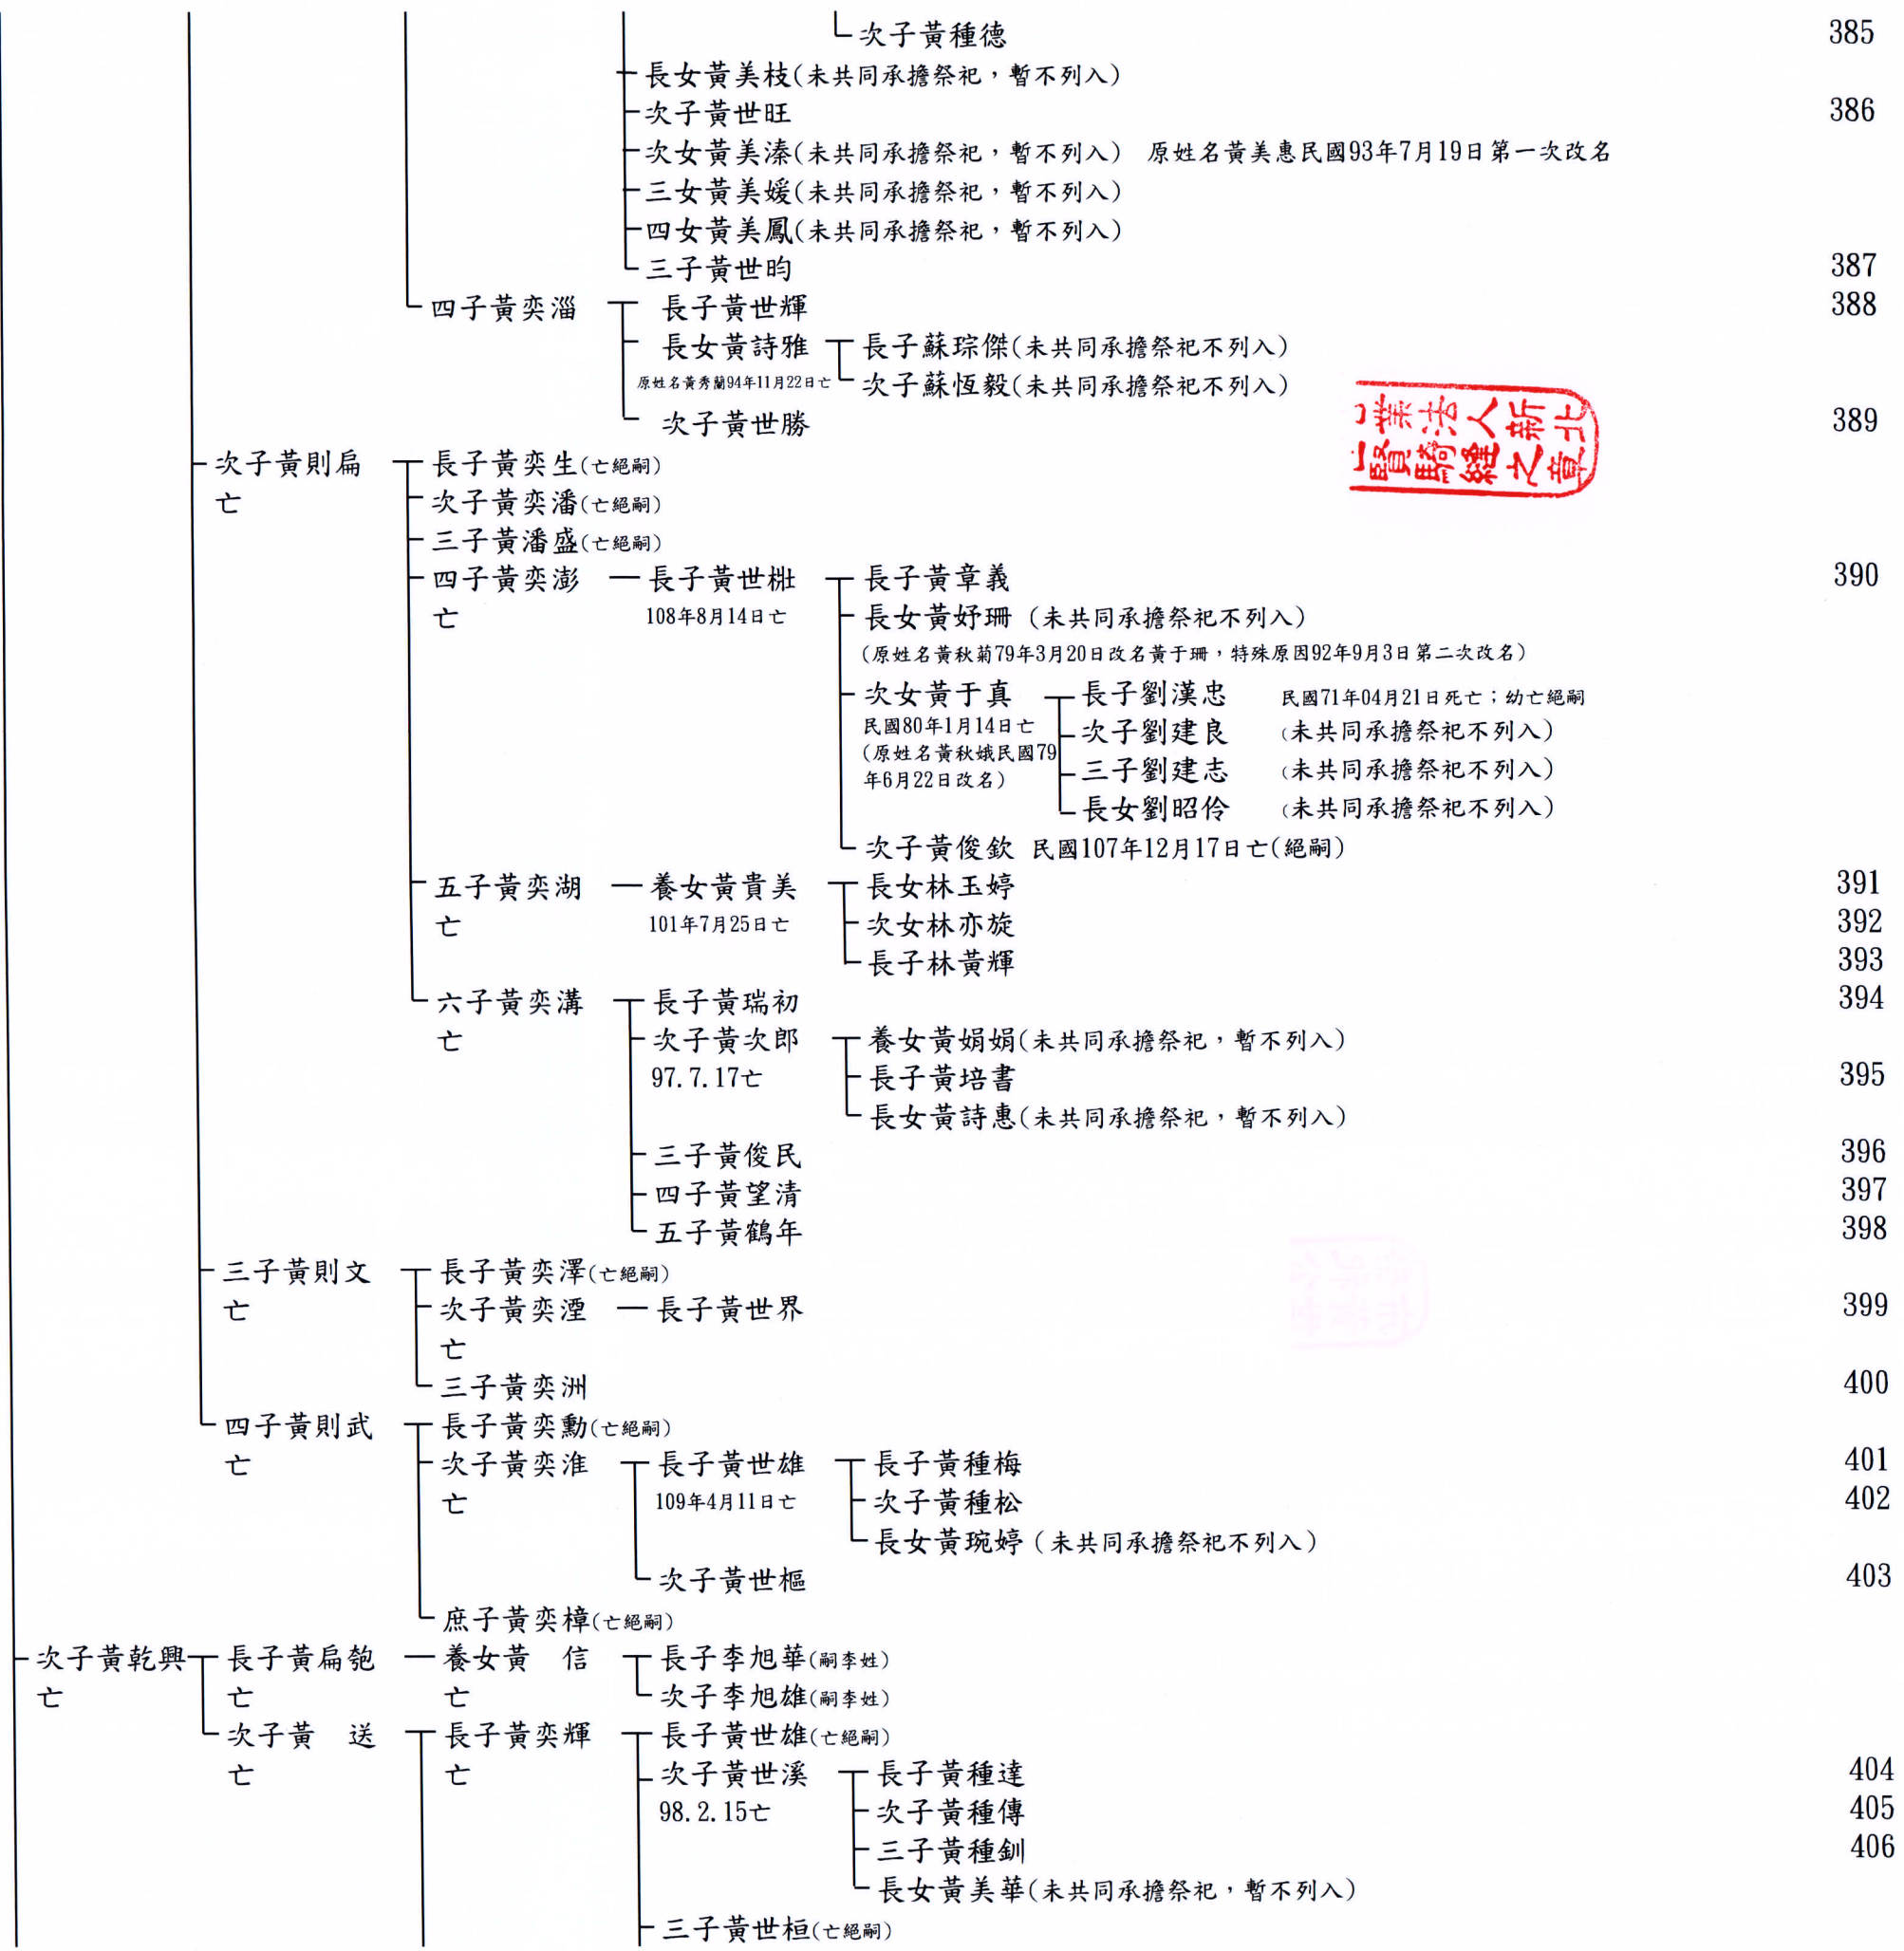 次子黃種德 385
長女黃美枝(未共同承擔祭祀，暫不列入)
次子黃世旺 386
次女黃美溱(未共同承擔祭祀，暫不列入) 原姓名黃美惠民國93年7月19日第一次改名
三女黃美媛(未共同承擔祭祀，暫不列入)
四女黃美鳳(未共同承擔祭祀，暫不列入)
三子黃世昀 387
四子黃奕淄 長子黃世輝 388
長女黃詩雅 長子蘇琮傑(未共同承擔祭祀不列入)
原姓名黃秀蘭94年11月22日亡 次子蘇恆毅(未共同承擔祭祀不列入)
次子黃世勝 389
業法人新北
賢騎縫之章
次子黃則扁 長子黃奕生(亡絕嗣)
亡 次子黃奕潘(亡絕嗣)
三子黃潘盛(亡絕嗣)
四子黃奕澎 長子黃世 長子黃章義 390
亡 108年8月14日亡 長女黃妤珊 (未共同承擔祭祀不列入)
(原姓名黃秋菊79年3月20日改名黃于珊，特殊原因92年9月3日第二次改名)
次女黃于真 長子劉漢忠 民國71年04月21日死亡；幼亡絕嗣
民國80年1月14日亡 次子劉建良 (未共同承擔祭祀不列入)
(原姓名黃秋娥民國79 三子劉建志 (未共同承擔祭祀不列入)
年6月22日改名)
長女劉昭伶 (未共同承擔祭祀不列入)
次子黃俊欽 民國107年12月17日亡(絕嗣)
五子黃奕湖 養女黃貴美 長女林玉婷 391
亡 101年7月25日亡 次女林亦旋 392
長子林黃輝 393
六子黃奕溝 長子黃瑞初 394
亡 次子黃次郎 養女黃娟娟(未共同承擔祭祀，暫不列入)
97.7.17亡 長子黃培書 395
長女黃詩惠(未共同承擔祭祀，暫不列入)
三子黃俊民 396
四子黃望清 397
五子黃鶴年 398
三子黃則文 長子黃奕澤(亡絕嗣)
亡 次子黃奕湮 長子黃世界 399
亡
三子黃奕洲 400
四子黃則武 長子黃奕勳(亡絕嗣)
亡 次子黃奕淮 長子黃世雄 長子黃種梅 401
亡 109年4月11日亡 次子黃種松 402
長女黃琬婷 (未共同承擔祭祀不列入)
次子黃世樞 403
庶子黃奕樟(亡絕嗣)
次子黃乾興 長子黃扁匏 養女黃　信 長子李旭華(嗣李姓)
亡 亡 亡 次子李旭雄(嗣李姓)
次子黃　送 長子黃奕輝 長子黃世雄(亡絕嗣)
亡 亡 次子黃世溪 長子黃種達 404
98.2.15亡 次子黃種傳 405
三子黃種釧 406
長女黃美華(未共同承擔祭祀，暫不列入)
三子黃世桓(亡絕嗣)